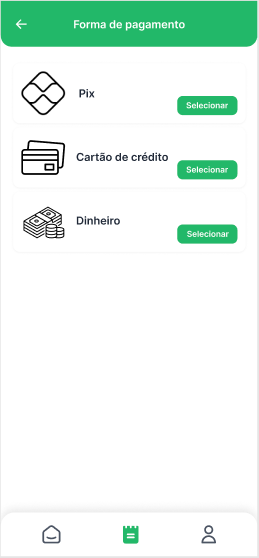 Forma de pagamento
Pix
Selecionar
Cartão de crédito
Selecionar
Dinheiro
Selecionar